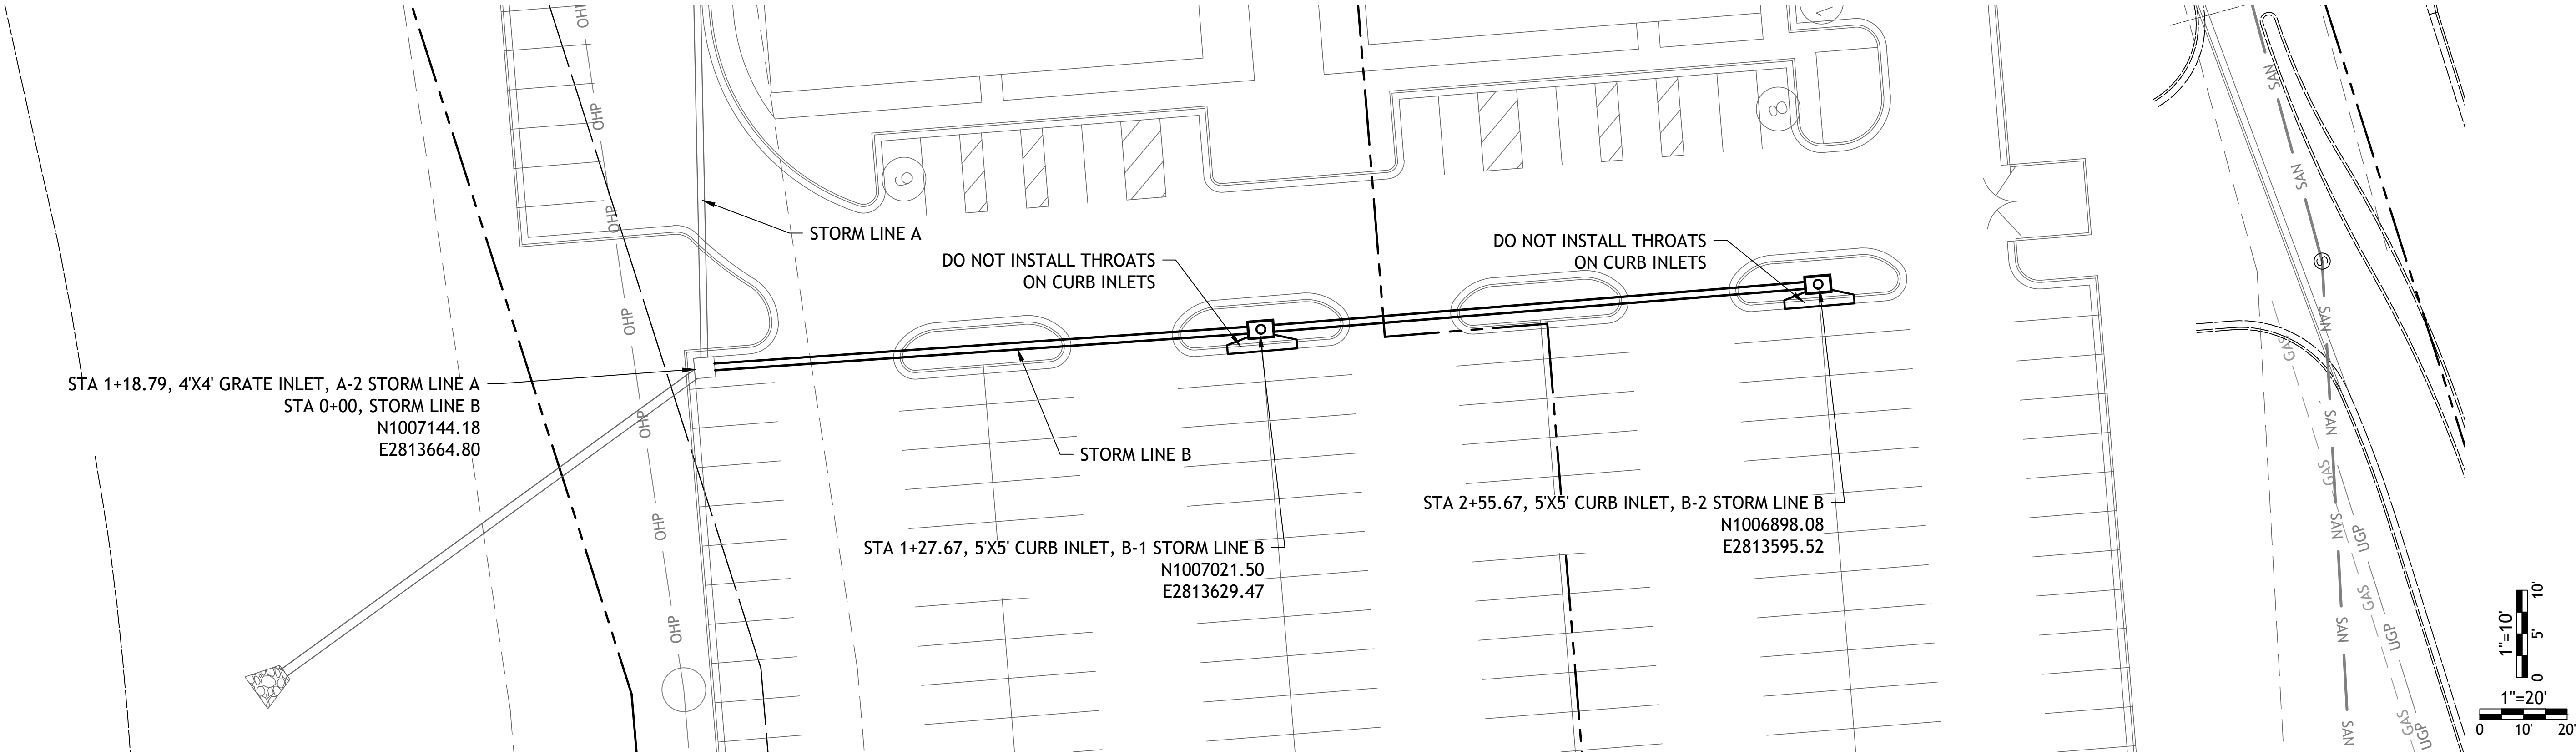 OHP
OHP
OHP
OHP
OHP
OHP
OHP
STORM LINE A
6
8
DO NOT INSTALL THROATS
ON CURB INLETS
DO NOT INSTALL THROATS
ON CURB INLETS
STA 1+18.79, 4'X4' GRATE INLET, A-2 STORM LINE A
STA 0+00, STORM LINE B
N1007144.18
E2813664.80
STORM LINE B
STA 1+27.67, 5'X5' CURB INLET, B-1 STORM LINE B
N1007021.50
E2813629.47
STA 2+55.67, 5'X5' CURB INLET, B-2 STORM LINE B
N1006898.08
E2813595.52
SAN
SAN
S
SAN
SAN
SAN
SAN
SAN
SAN
GAS
GAS
GAS
GAS
UGP
UGP
UGP
1"=10'
0
5'
10'
1"=20'
0
10'
20'